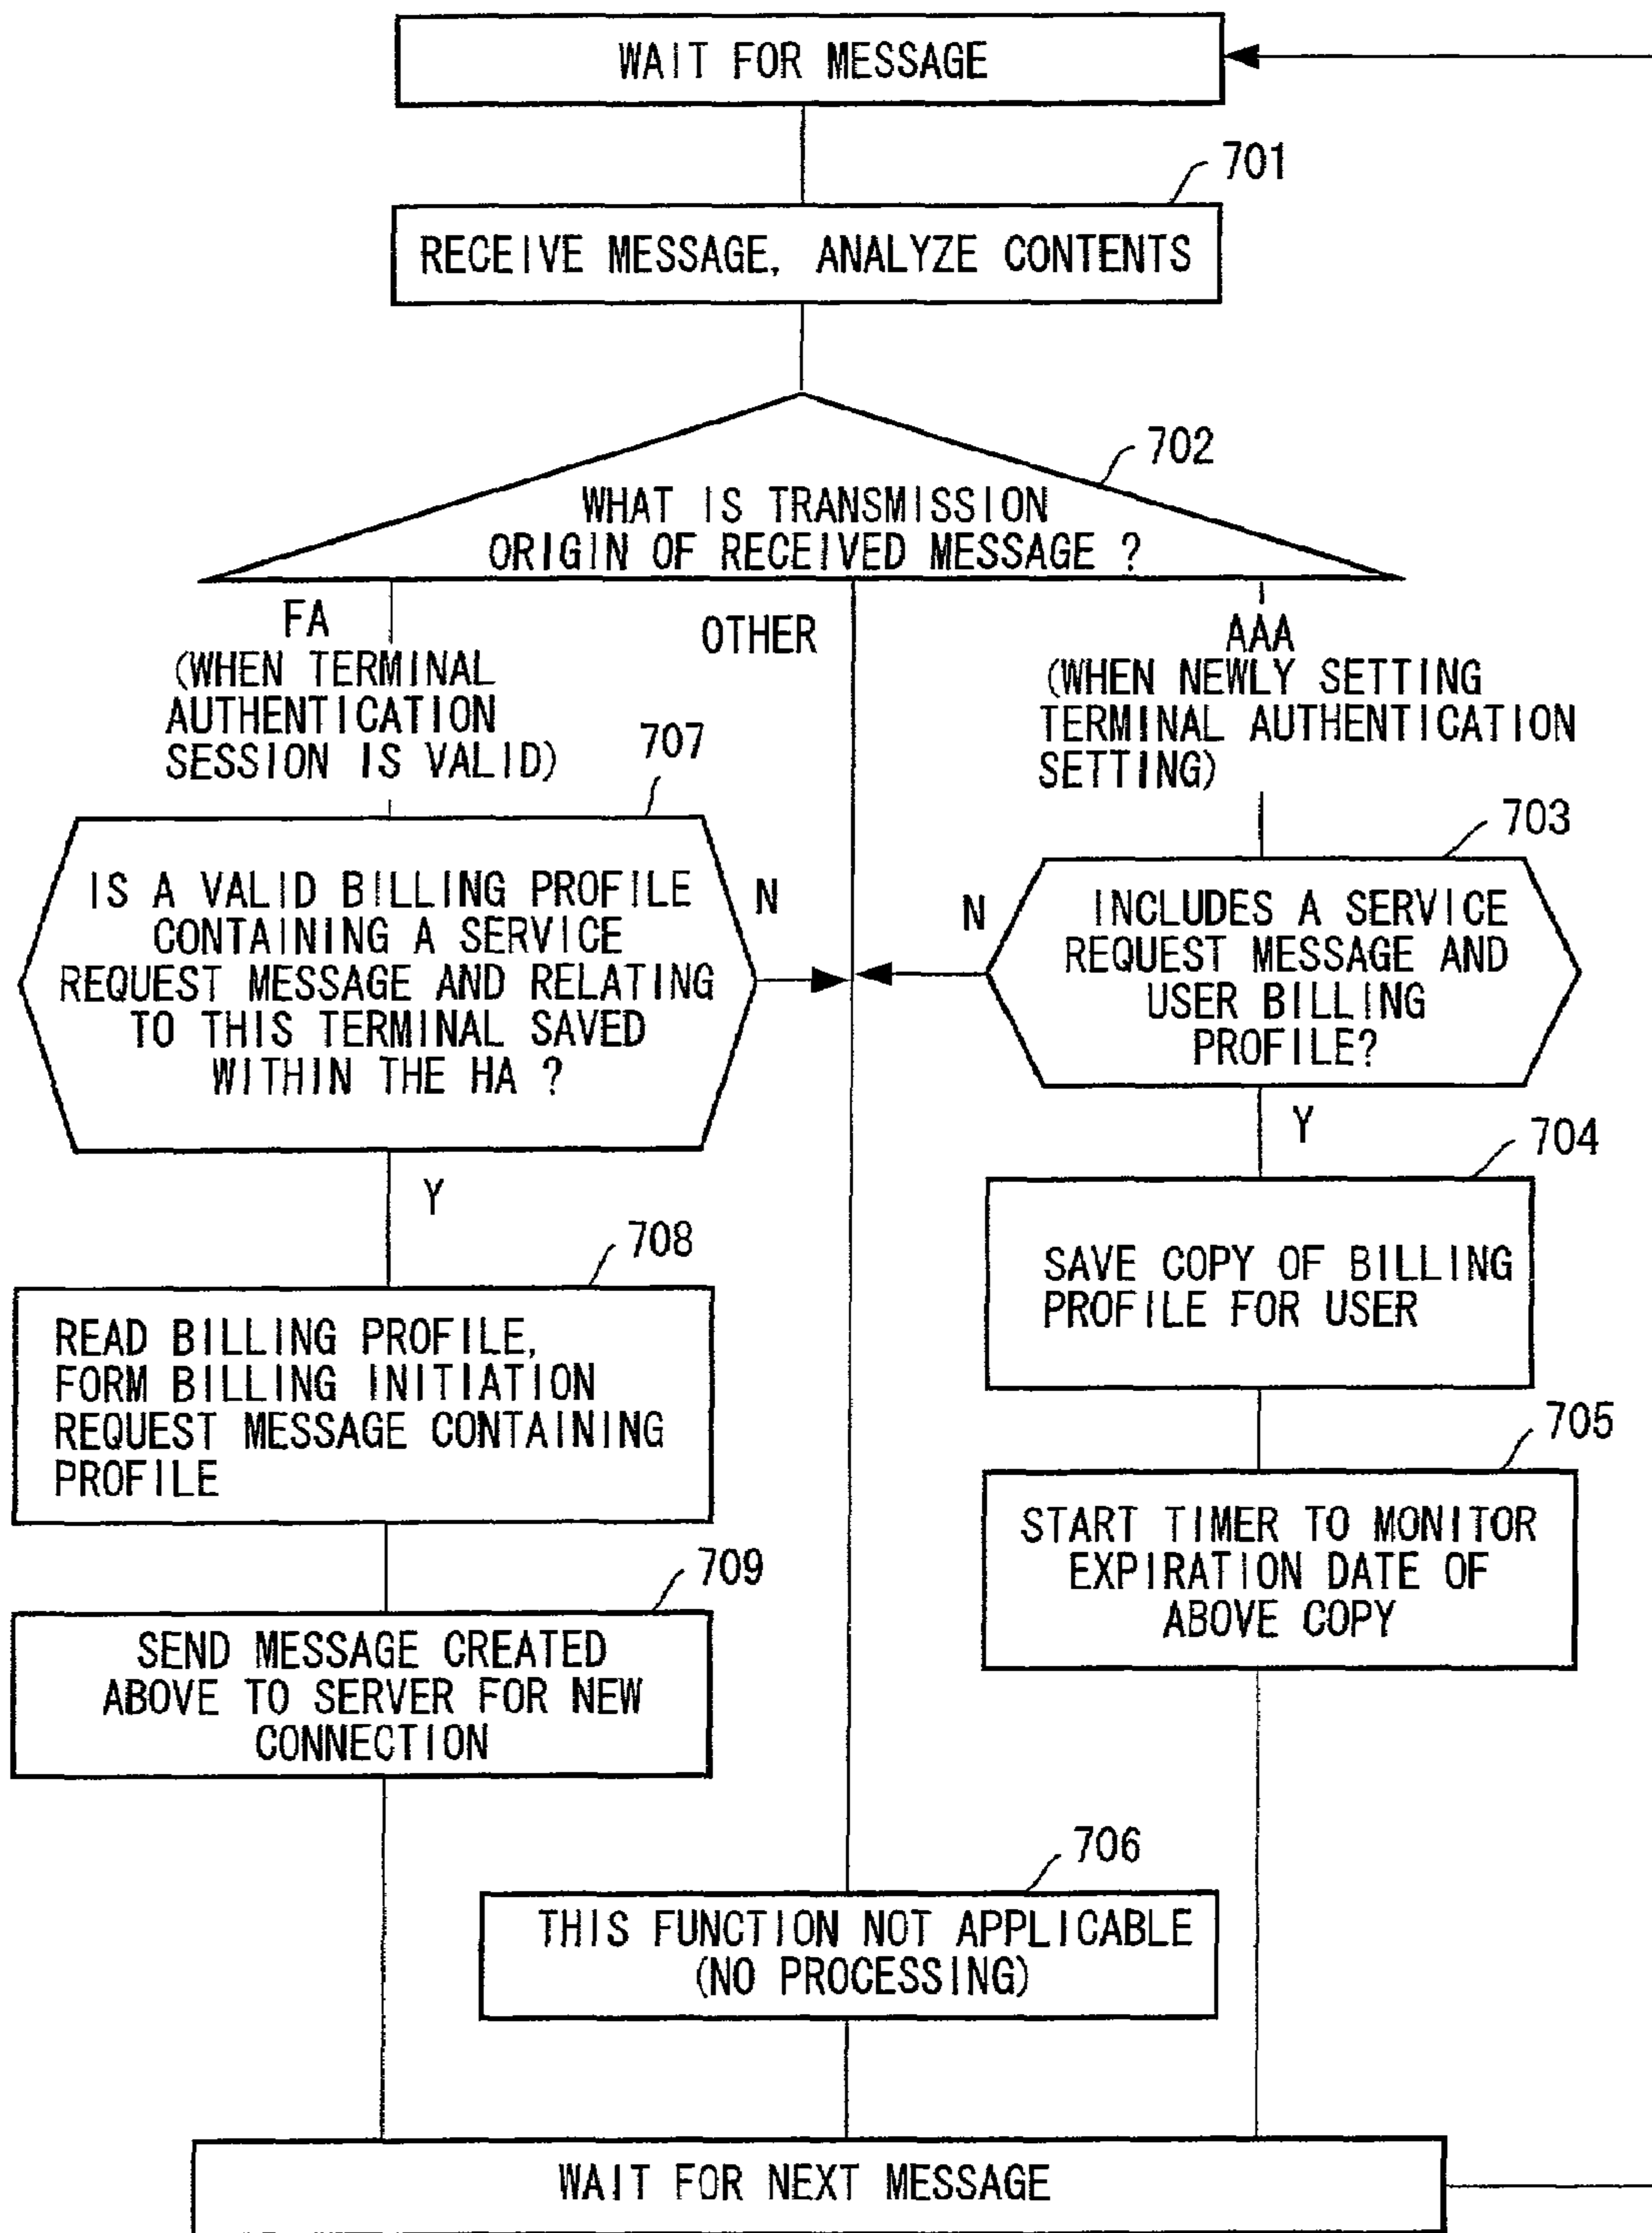 WAIT FOR MESSAGE
701
RECEIVE MESSAGE, ANALYZE CONTENTS
702
WHAT IS TRANSMISSION
ORIGIN OF RECEIVED MESSAGE ?
FA
(WHEN TERMINAL
AUTHENTICATION
SESSION IS VALID)
OTHER
AAA
(WHEN NEWLY SETTING
TERMINAL AUTHENTICATION
SETTING)
707
IS A VALID BILLING PROFILE
CONTAINING A SERVICE
REQUEST MESSAGE AND RELATING
TO THIS TERMINAL SAVED
WITHIN THE HA ?
N
Y
703
N
INCLUDES A SERVICE
REQUEST MESSAGE AND
USER BILLING
PROFILE?
Y
704
SAVE COPY OF BILLING
PROFILE FOR USER
708
READ BILLING PROFILE,
FORM BILLING INITIATION
REQUEST MESSAGE CONTAINING
PROFILE
705
START TIMER TO MONITOR
EXPIRATION DATE OF
ABOVE COPY
709
SEND MESSAGE CREATED
ABOVE TO SERVER FOR NEW
CONNECTION
706
THIS FUNCTION NOT APPLICABLE
(NO PROCESSING)
WAIT FOR NEXT MESSAGE